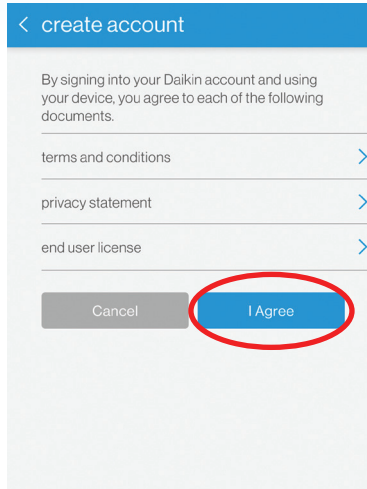 create account
By signing into your Daikin account and using
your device, you agree to each of the following
documents.
terms and conditions
privacy statement
end user license
Cancel
I Agree